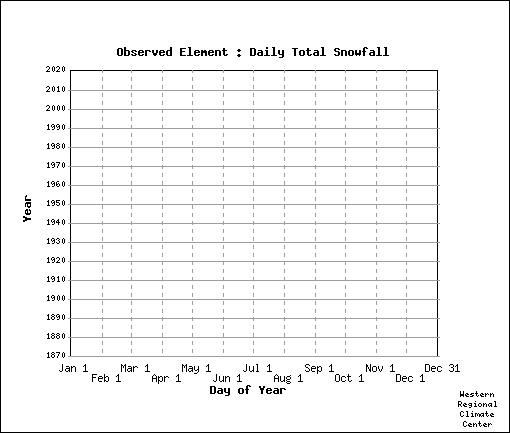 Observed Element : Daily Total Snowfall
2020
2010
2000
1990
1980
1970
1960
1950
1940
1930
1920
1910
1900
1890
1880
1870
Year
Jan 1 Mar 1 May 1 Jul 1 Sep 1 Nov 1 Dec 31
Feb 1 Apr 1 Jun 1 Aug 1 Oct 1 Dec 1
Day of Year
Western
Regional
Climate
Center